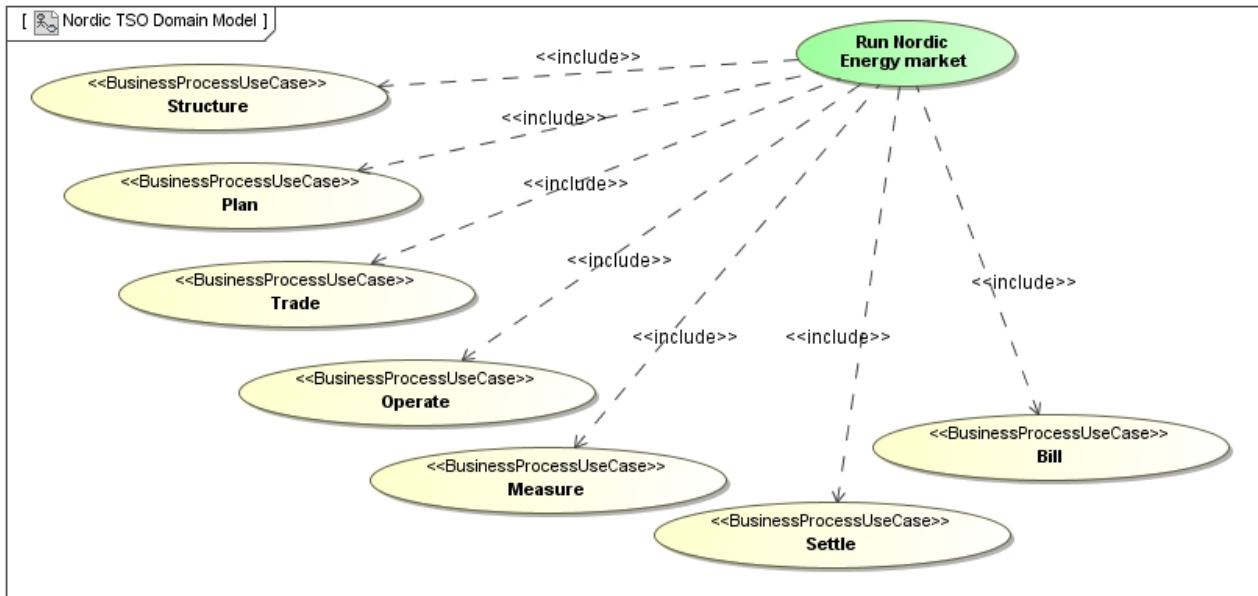 [ Nordic TSO Domain Model ]
Run Nordic
Energy market
<<include>>
<<BusinessProcessUseCase>>
Structure
<<include>>
<<BusinessProcessUseCase>>
Plan
<<include>>
<<BusinessProcessUseCase>>
Trade
<<include>>
<<BusinessProcessUseCase>>
Operate
<<include>>
<<BusinessProcessUseCase>>
Measure
<<include>>
<<BusinessProcessUseCase>>
Settle
<<include>>
<<BusinessProcessUseCase>>
Bill